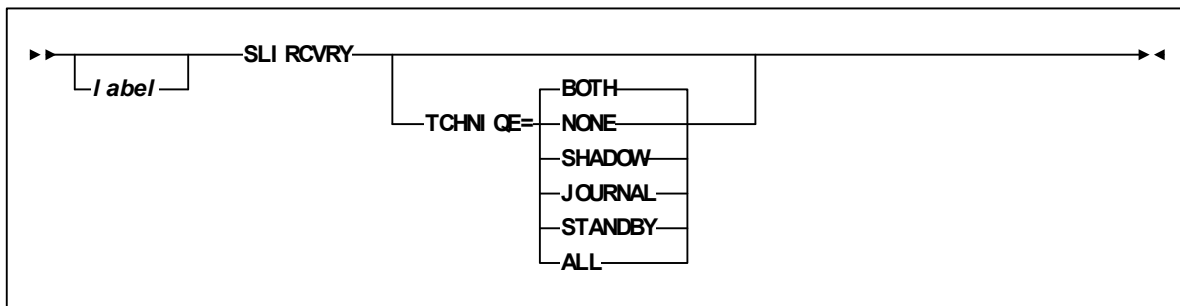 SLIRCVRY
label
BOTH
TCHNIQE= NONE
SHADOW
JOURNAL
STANDBY
ALL